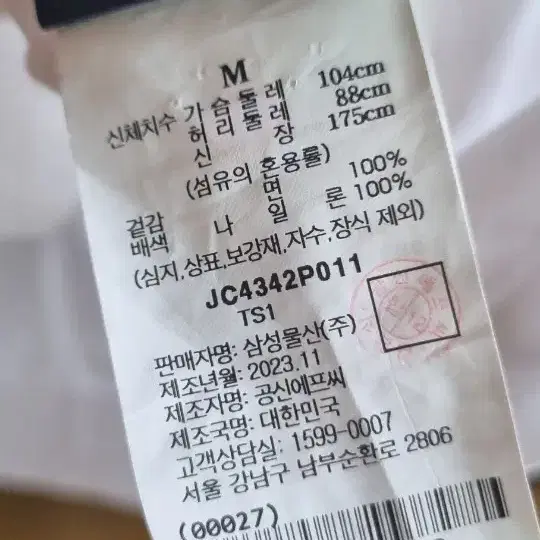 M
신체치수 가슴둘레 104cm
허리둘레 88cm
신장 175cm
(섬유의 혼용률)
겉감 면 100%
배색 나일론 100%
(심지,상표,보강재,자수,장식 제외)
JC4342P011
TS1
판매자명: 삼성물산(주)
제조년월: 2023.11
제조자명: 공신에프씨
제조국명: 대한민국
고객상담실: 1599-0007
서울 강남구 남부순환로 2806
(00027)